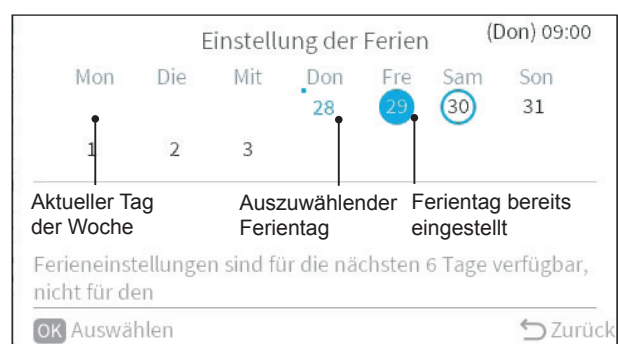 Einstellung der Ferien (Don) 09:00
Mon Die Mit Don Fre Sam Son
28 29 30 31
1 2 3
Aktueller Tag der Woche
Auszuwählender Ferientag
Ferientag bereits eingestellt
Ferieneinstellungen sind für die nächsten 6 Tage verfügbar,
nicht für den
OK Auswählen Zurück